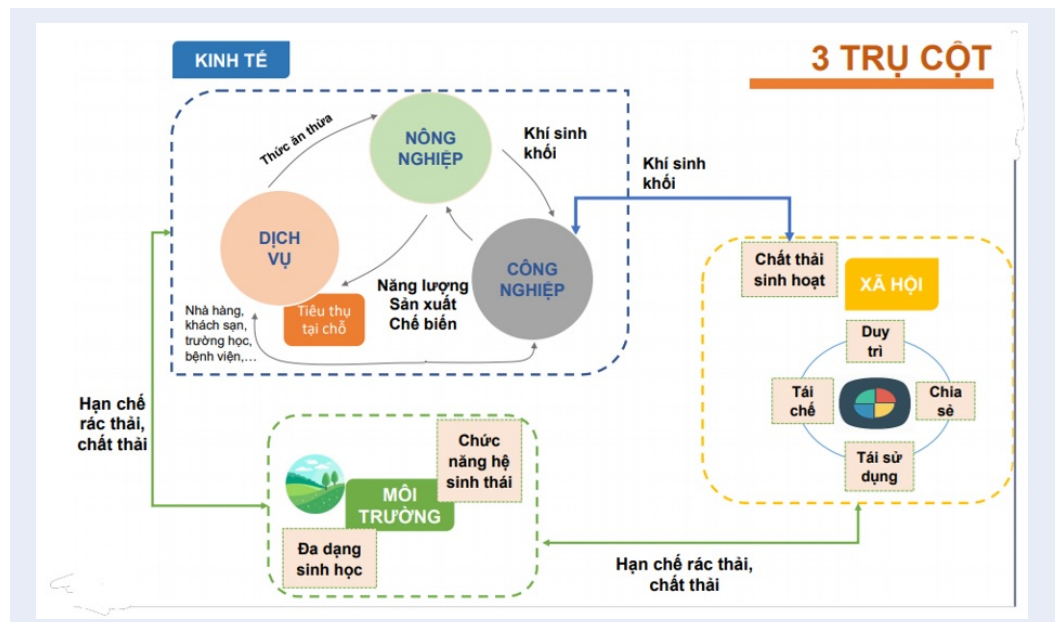 KINH TẾ
3 TRỤ CỘT
Thức ăn thừa
NÔNG
NGHIỆP
Khí sinh
khối
Khí sinh
khối
DỊCH
VỤ
CÔNG
NGHIỆP
Năng lượng
Sản xuất
Chế biến
Tiêu thụ
tại chỗ
Nhà hàng,
khách sạn,
trường học,
bệnh viện,...
Chất thải
sinh hoạt
XÃ HỘI
Duy
trì
Tái
chế
Chia
sẻ
Tái sử
dụng
Hạn chế
rác thải,
chất thải
Chức
năng hệ
sinh thái
MÔI
TRƯỜNG
Đa dạng
sinh học
Hạn chế rác thải,
chất thải